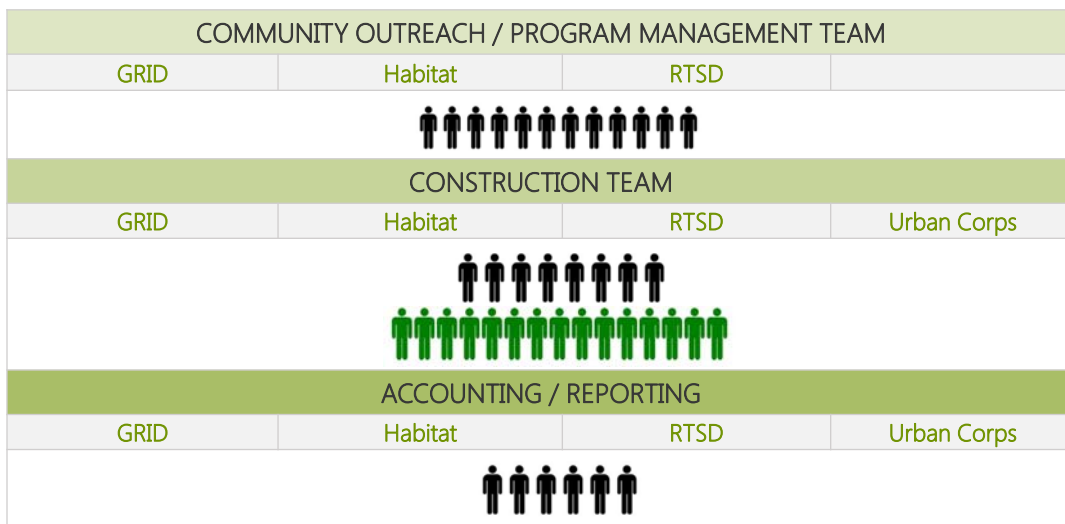 COMMUNITY OUTREACH / PROGRAM MANAGEMENT TEAM
GRID Habitat RTSD
CONSTRUCTION TEAM
GRID Habitat RTSD Urban Corps
ACCOUNTING / REPORTING
GRID Habitat RTSD Urban Corps